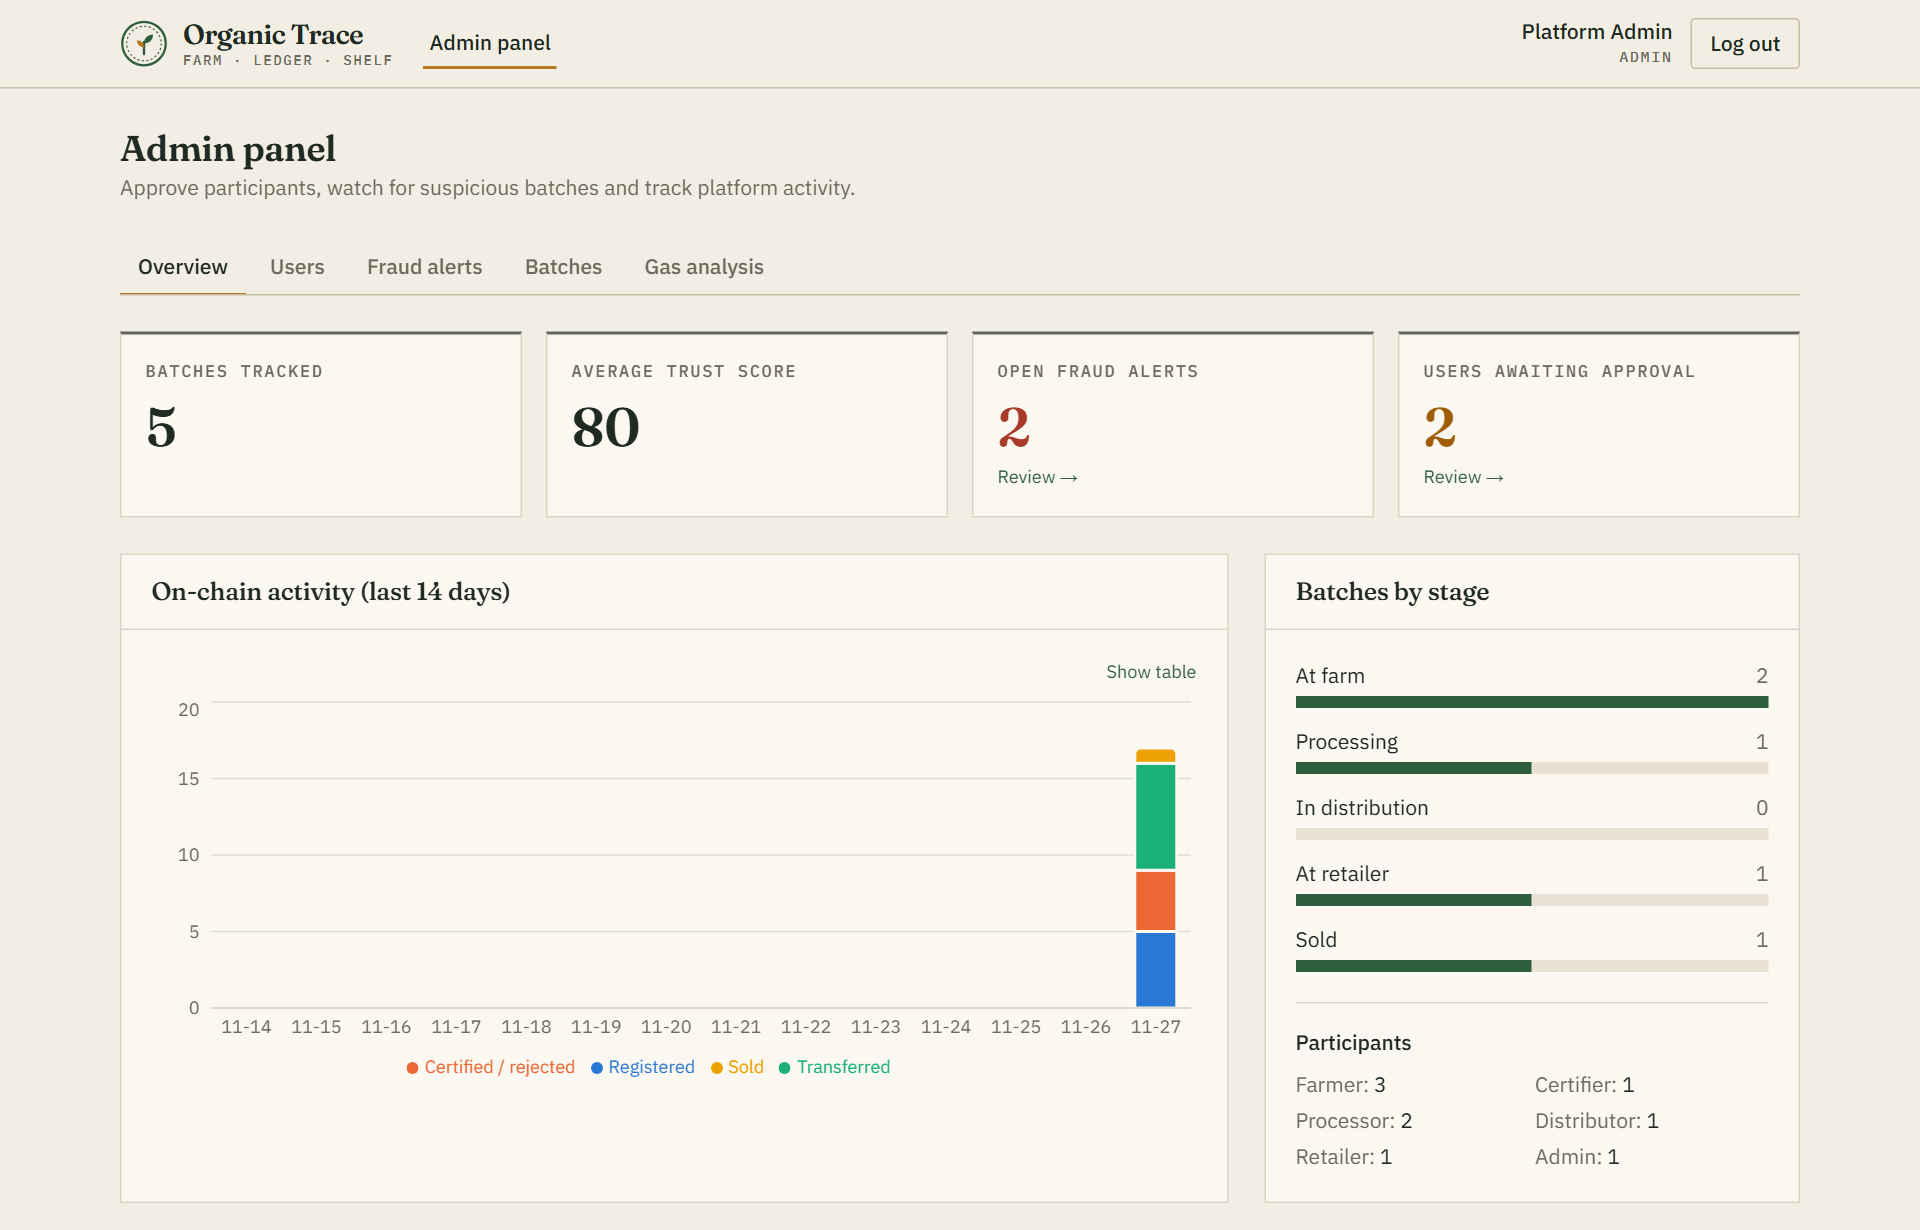 Organic Trace
FARM · LEDGER · SHELF
Admin panel
Platform Admin
ADMIN
Log out
Admin panel
Approve participants, watch for suspicious batches and track platform activity.
Overview
Users
Fraud alerts
Batches
Gas analysis
BATCHES TRACKED
5
AVERAGE TRUST SCORE
80
OPEN FRAUD ALERTS
2
Review →
USERS AWAITING APPROVAL
2
Review →
On-chain activity (last 14 days)
Show table
20
15
10
5
0
11-14 11-15 11-16 11-17 11-18 11-19 11-20 11-21 11-22 11-23 11-24 11-25 11-26 11-27
Certified / rejected Registered Sold Transferred
Batches by stage
At farm 2
Processing 1
In distribution 0
At retailer 1
Sold 1
Participants
Farmer: 3 Certifier: 1
Processor: 2 Distributor: 1
Retailer: 1 Admin: 1